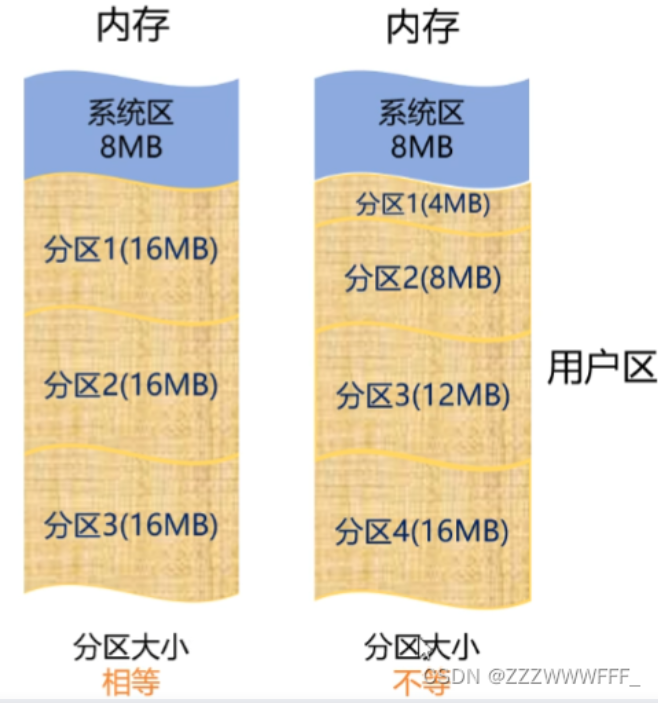 内存
系统区
8MB
分区1(16MB)
分区2(16MB)
分区3(16MB)
分区大小
相等
内存
系统区
8MB
分区1(4MB)
分区2(8MB)
分区3(12MB)
分区4(16MB)
分区大小
不等
用户区
CSDN @ZZZWWWFFF_